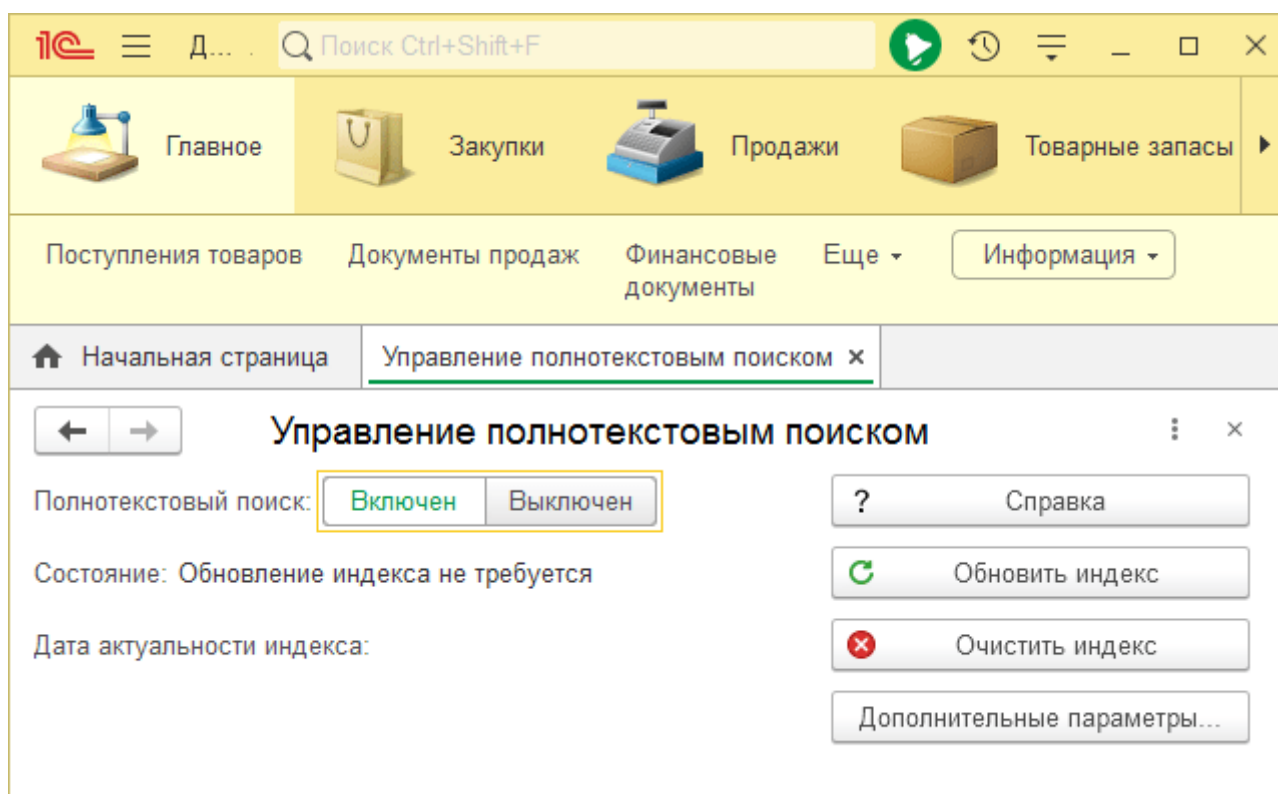 1С Д... . Поиск Ctrl+Shift+F
Главное Закупки Продажи Товарные запасы
Поступления товаров Документы продаж Финансовые документы Еще Информация
Начальная страница Управление полнотекстовым поиском
Управление полнотекстовым поиском
Полнотекстовый поиск: Включен Выключен ? Справка
Состояние: Обновление индекса не требуется Обновить индекс
Дата актуальности индекса: Очистить индекс
Дополнительные параметры...